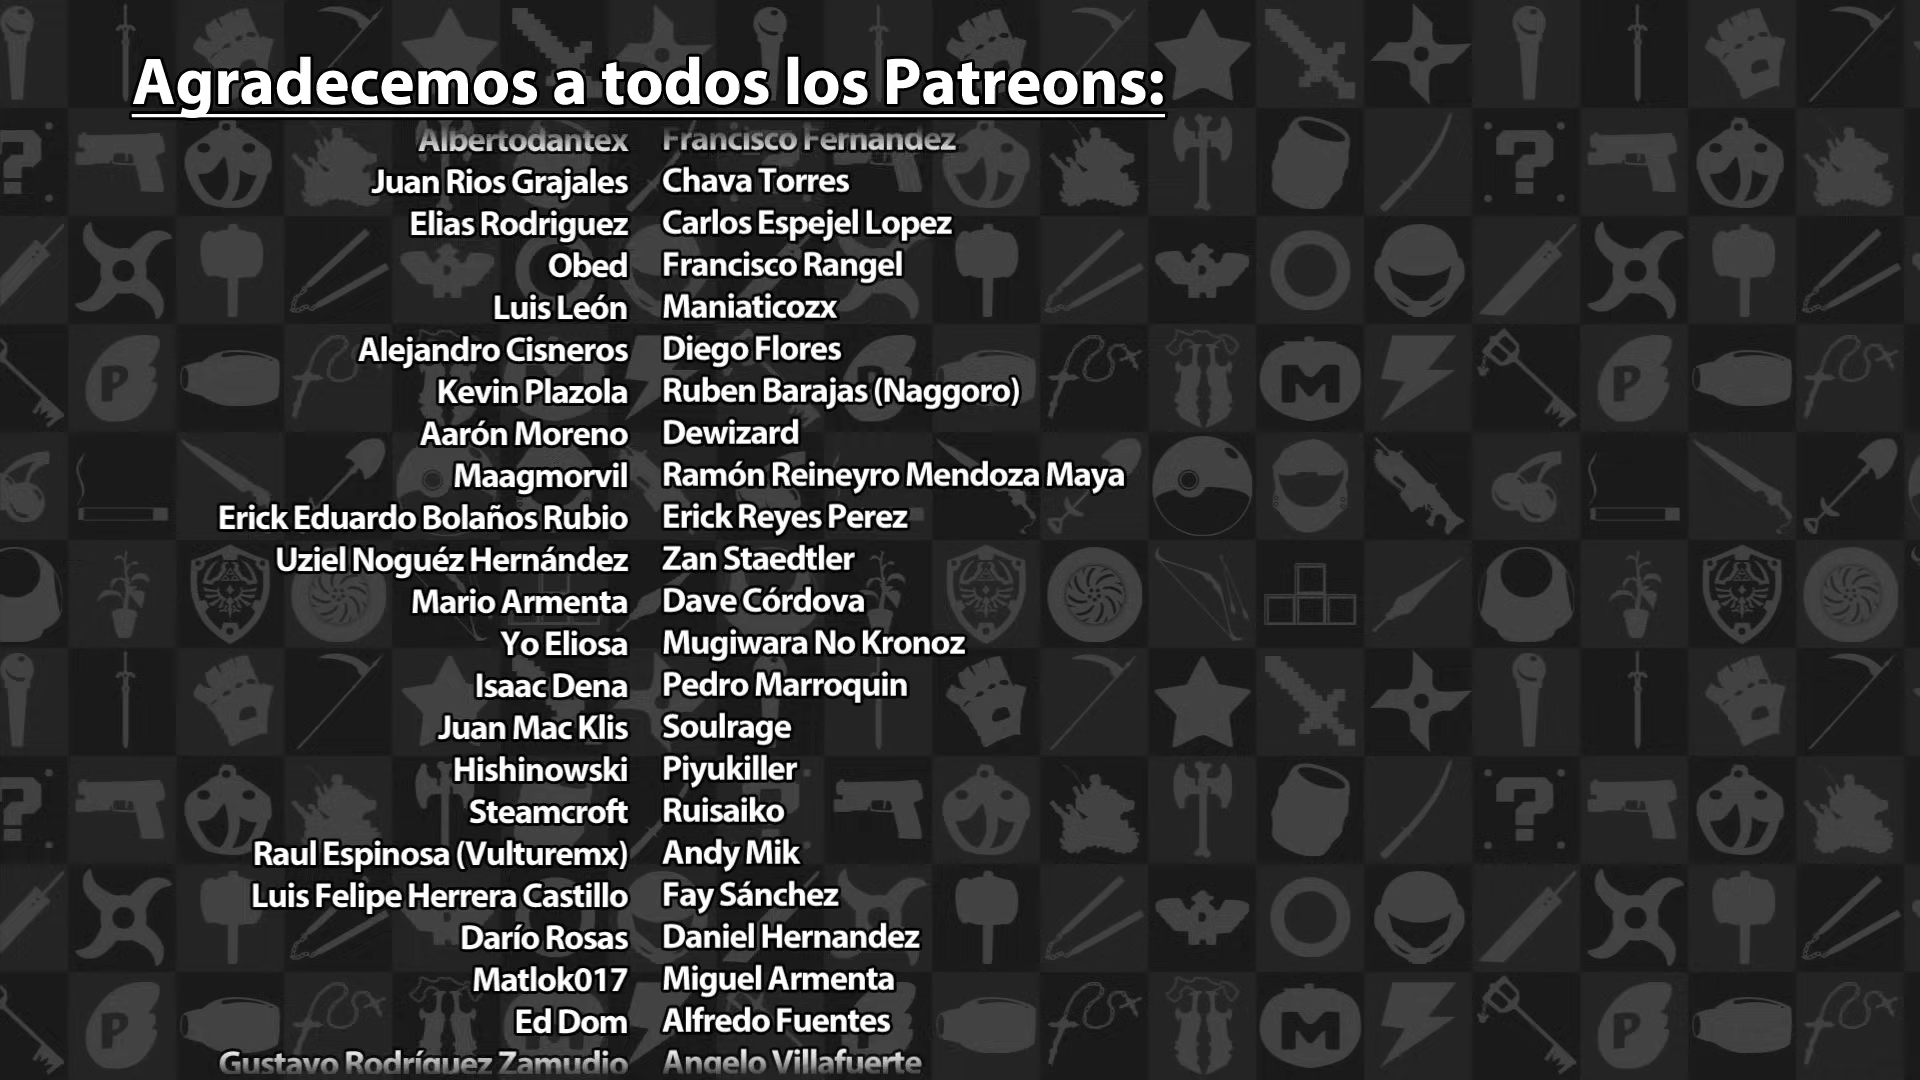 Agradecemos a todos los Patreons:
Albertodantex Francisco Fernández
Juan Rios Grajales Chava Torres
Elias Rodriguez Carlos Espejel Lopez
Obed Francisco Rangel
Luis León Maniaticozx
Alejandro Cisneros Diego Flores
Kevin Plazola Ruben Barajas (Naggoro)
Aarón Moreno Dewizard
Maagmorvil Ramón Reineyro Mendoza Maya
Erick Eduardo Bolaños Rubio Erick Reyes Perez
Uziel Noguéz Hernández Zan Staedtler
Mario Armenta Dave Córdova
Yo Eliosa Mugiwara No Kronoz
Isaac Dena Pedro Marroquin
Juan Mac Klis Soulrage
Hishinowski Piyukiller
Steamcroft Ruisaiko
Raul Espinosa (Vulturemx) Andy Mik
Luis Felipe Herrera Castillo Fay Sánchez
Darío Rosas Daniel Hernandez
Matlok017 Miguel Armenta
Ed Dom Alfredo Fuentes
Gustavo Rodríguez Zamudio Angelo Villafuerte